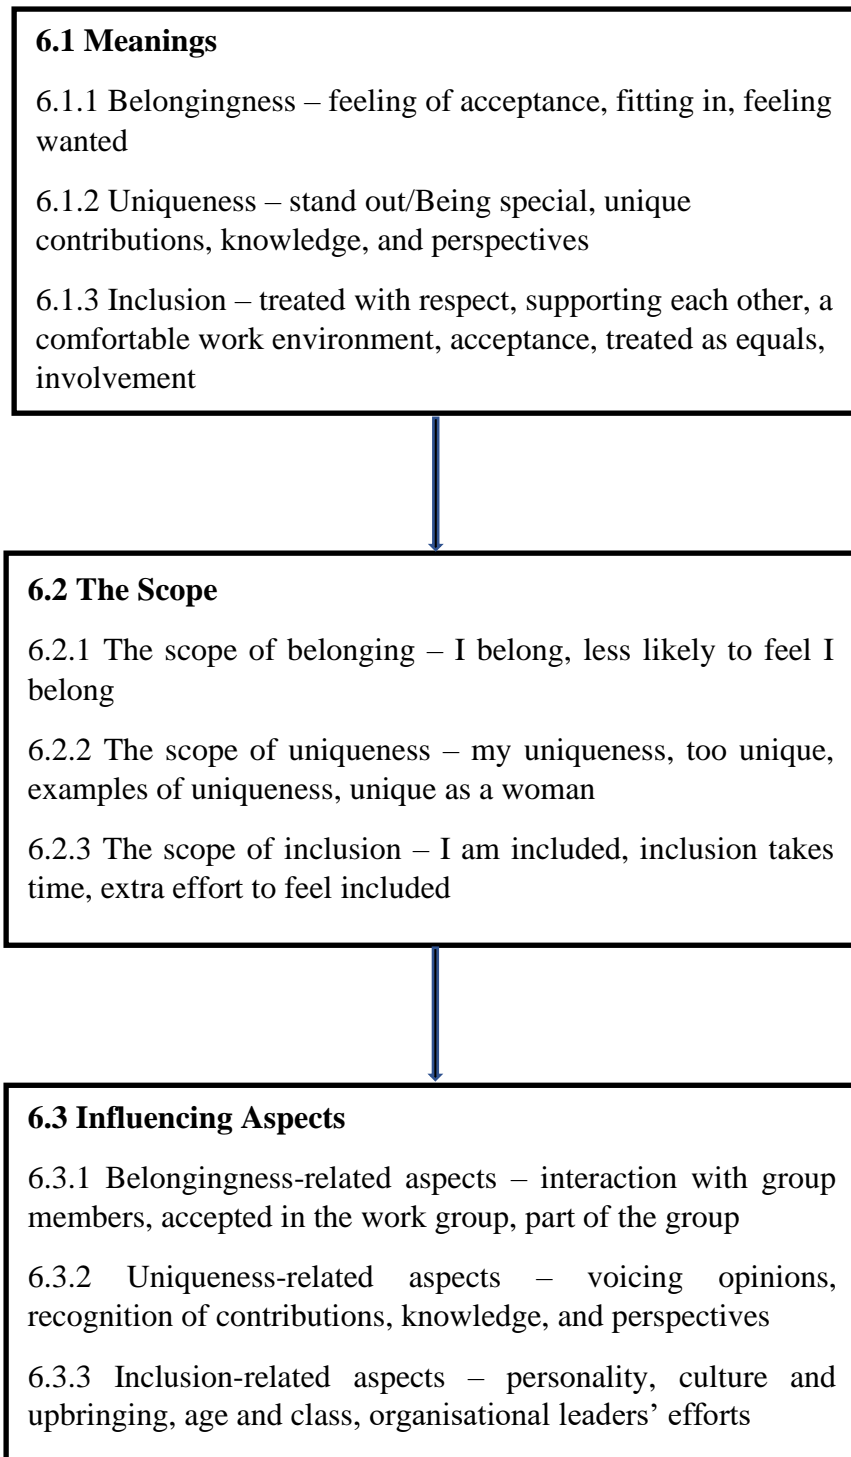 6.1 Meanings
6.1.1 Belongingness – feeling of acceptance, fitting in, feeling
wanted
6.1.2 Uniqueness – stand out/Being special, unique
contributions, knowledge, and perspectives
6.1.3 Inclusion – treated with respect, supporting each other, a
comfortable work environment, acceptance, treated as equals,
involvement
6.2 The Scope
6.2.1 The scope of belonging – I belong, less likely to feel I
belong
6.2.2 The scope of uniqueness – my uniqueness, too unique,
examples of uniqueness, unique as a woman
6.2.3 The scope of inclusion – I am included, inclusion takes
time, extra effort to feel included
6.3 Influencing Aspects
6.3.1 Belongingness-related aspects – interaction with group
members, accepted in the work group, part of the group
6.3.2 Uniqueness-related aspects – voicing opinions,
recognition of contributions, knowledge, and perspectives
6.3.3 Inclusion-related aspects – personality, culture and
upbringing, age and class, organisational leaders’ efforts